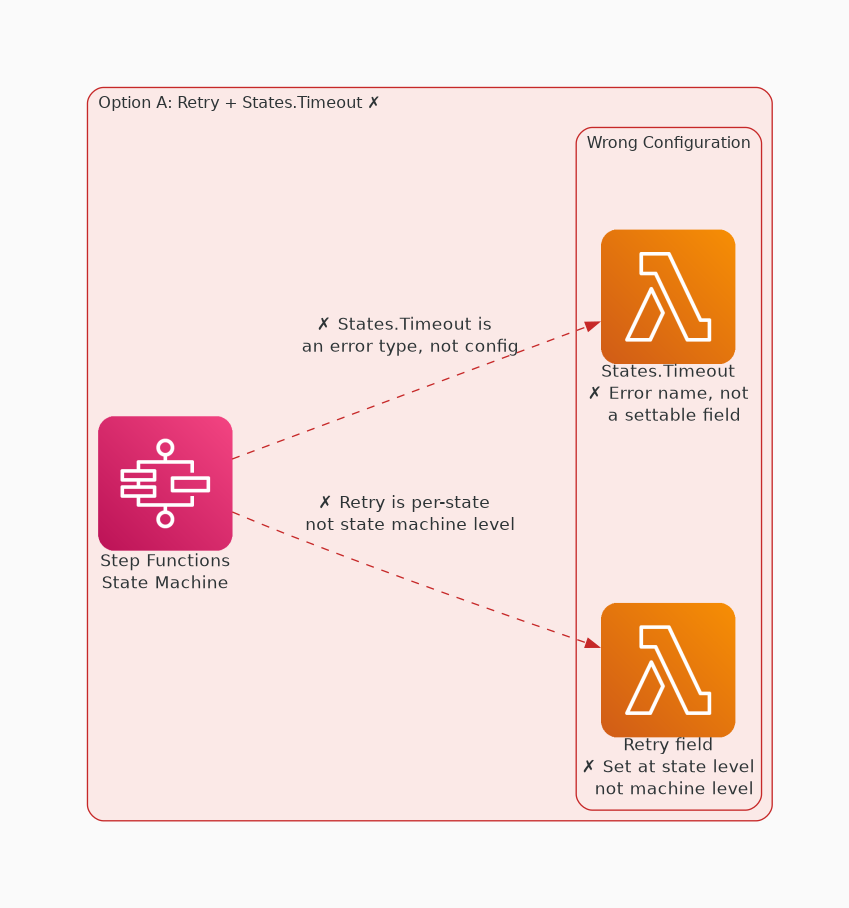 Option A: Retry + States.Timeout ✗
Wrong Configuration
✗ States.Timeout is
an error type, not config
States.Timeout
✗ Error name, not
a settable field
Step Functions
State Machine
✗ Retry is per-state
not state machine level
Retry field
✗ Set at state level
not machine level